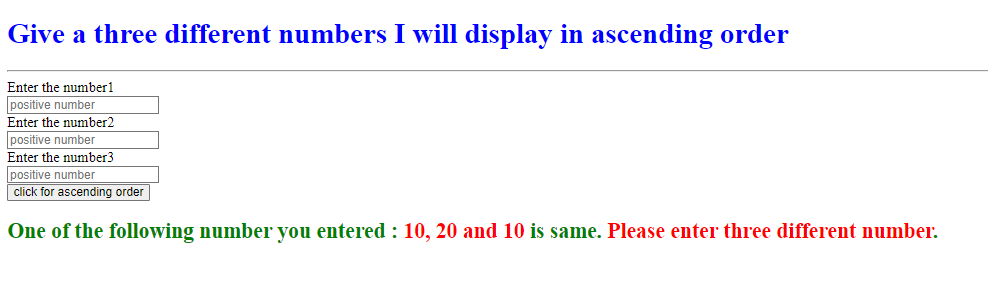 Give a three different numbers I will display in ascending order
Enter the number1
positive number
Enter the number2
positive number
Enter the number3
positive number
click for ascending order
One of the following number you entered : 10, 20 and 10 is same. Please enter three different number.